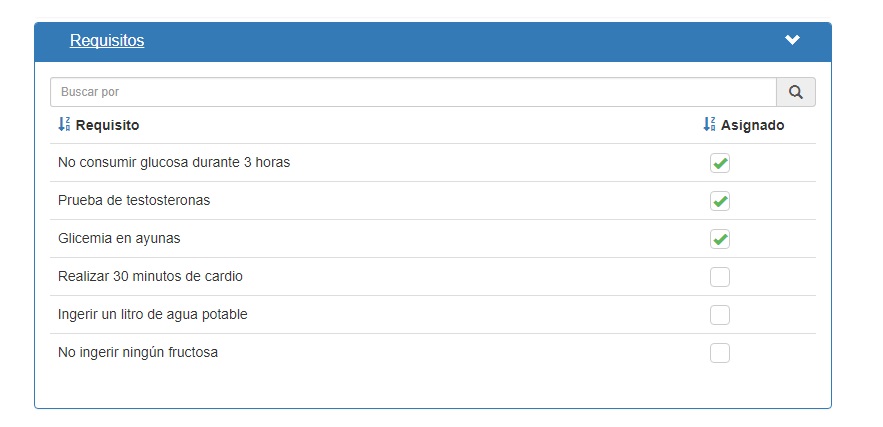 Requisitos
Buscar por
Requisito Asignado
No consumir glucosa durante 3 horas
Prueba de testosteronas
Glicemia en ayunas
Realizar 30 minutos de cardio
Ingerir un litro de agua potable
No ingerir ningún fructosa